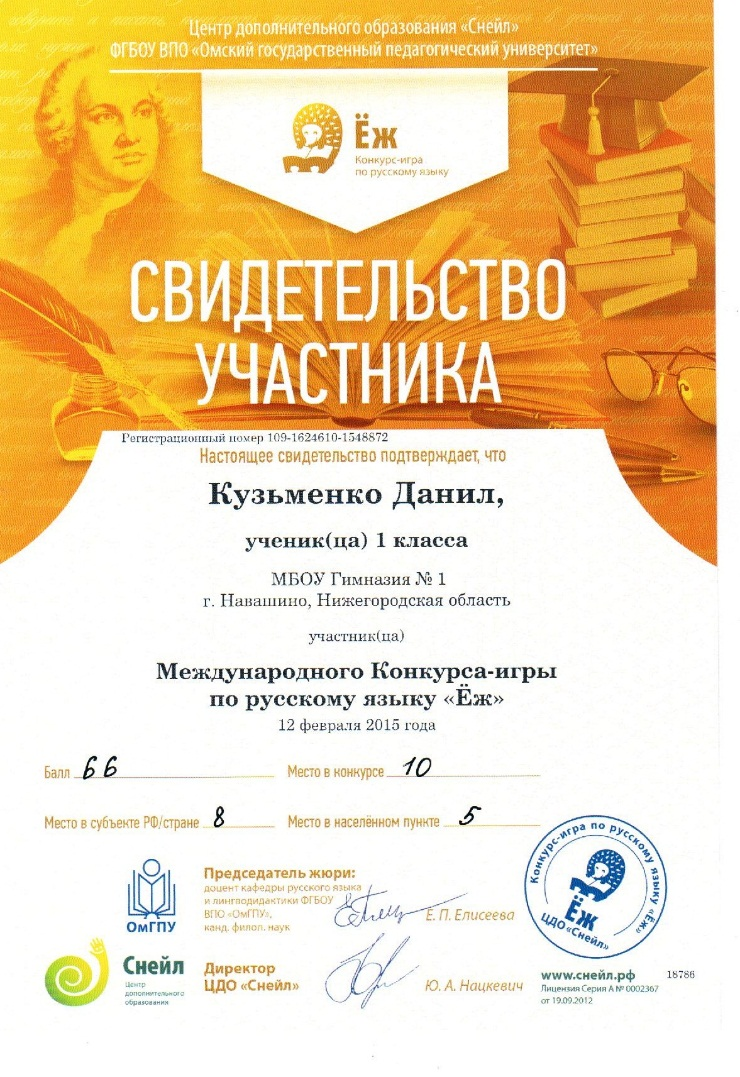 Центр дополнительного образования «Снейл»
ФГБОУ ВПО «Омский государственный педагогический университет»
Ёж
Конкурс-игра
по русскому языку
СВИДЕТЕЛЬСТВО
УЧАСТНИКА
Регистрационный номер 109-1624610-1548872
Настоящее свидетельство подтверждает, что
Кузьменко Данил,
ученик(ца) 1 класса
МБОУ Гимназия № 1
г. Навашино, Нижегородская область
участник(ца)
Международного Конкурса-игры
по русскому языку «Ёж»
12 февраля 2015 года
Балл 66 Место в конкурсе 10
Место в субъекте РФ/стране 8 Место в населённом пункте 5
ОмГПУ
Председатель жюри:
доцент кафедры русского языка
и лингводидактики ФГБОУ
ВПО «ОмГПУ»,
канд. филол. наук
Е. П. Елисеева
Снейл
Центр
дополнительного
образования
Директор
ЦДО «Снейл»
Ю. А. Нацкевич
Конкурс-игра по русскому языку «Ёж»
Ёж
ЦДО «Снейл»
www.снейл.рф
Лицензия Серия А № 0002367
от 19.09.2012
18786